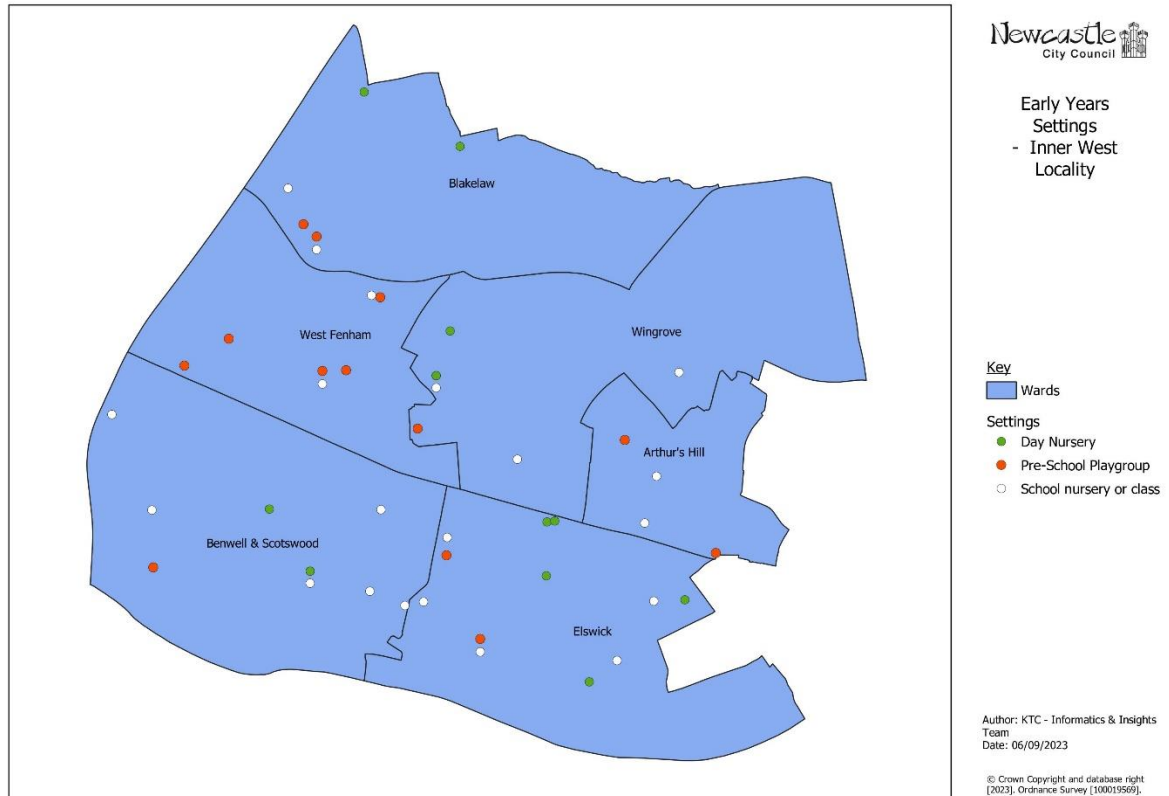 Newcastle
City Council
Early Years
Settings
- Inner West
Locality
Blakelaw
West Fenham
Wingrove
Arthur's Hill
Benwell & Scotswood
Elswick
Key
Wards
Settings
Day Nursery
Pre-School Playgroup
School nursery or class
Author: KTC - Informatics & Insights
Team
Date: 06/09/2023
© Crown Copyright and database right
[2023]. Ordnance Survey [100019569].